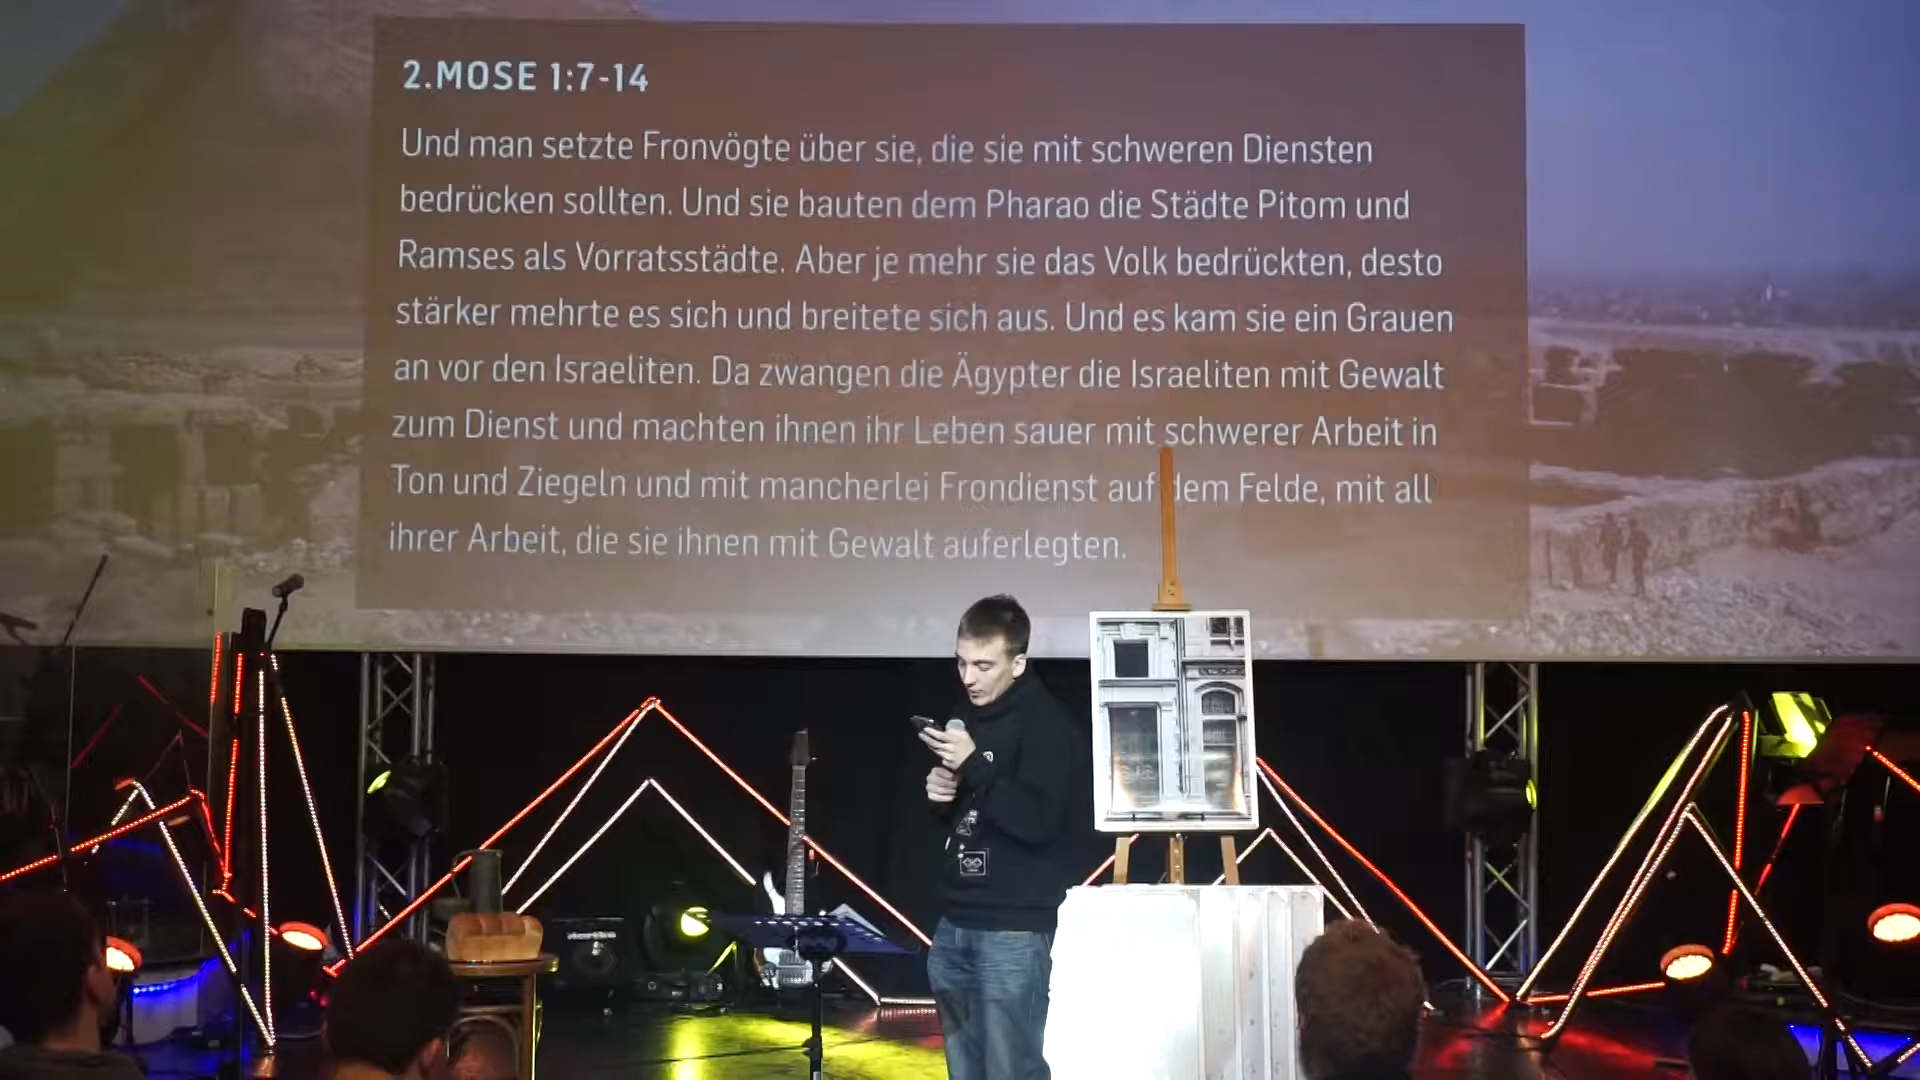 2.MOSE 1:7-14
Und man setzte Fronvögte über sie, die sie mit schweren Diensten
bedrücken sollten. Und sie bauten dem Pharao die Städte Pitom und
Ramses als Vorratsstädte. Aber je mehr sie das Volk bedrückten, desto
stärker mehrte es sich und breitete sich aus. Und es kam sie ein Grauen
an vor den Israeliten. Da zwangen die Ägypter die Israeliten mit Gewalt
zum Dienst und machten ihnen ihr Leben sauer mit schwerer Arbeit in
Ton und Ziegeln und mit mancherlei Frondienst auf dem Felde, mit all
ihrer Arbeit, die sie ihnen mit Gewalt auferlegten.